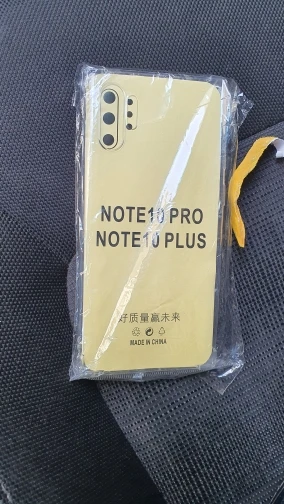 NOTE10 PRO
NOTE10 PLUS
好质量赢未来
MADE IN CHINA